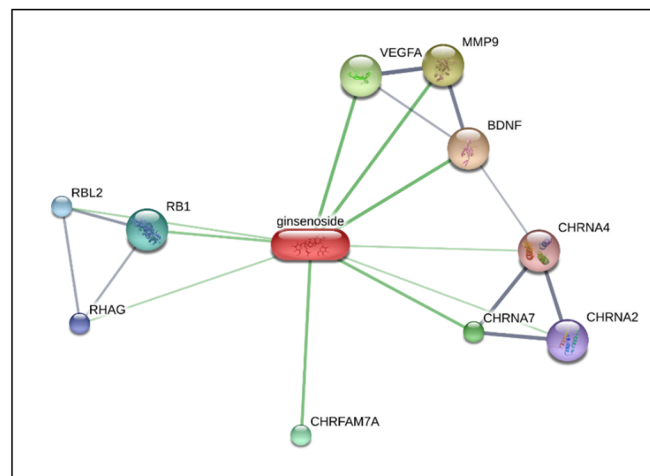 VEGFA
MMP9
BDNF
RBL2
RB1
ginsenoside
CHRNA4
RHAG
CHRNA7
CHRNA2
CHRFAM7A